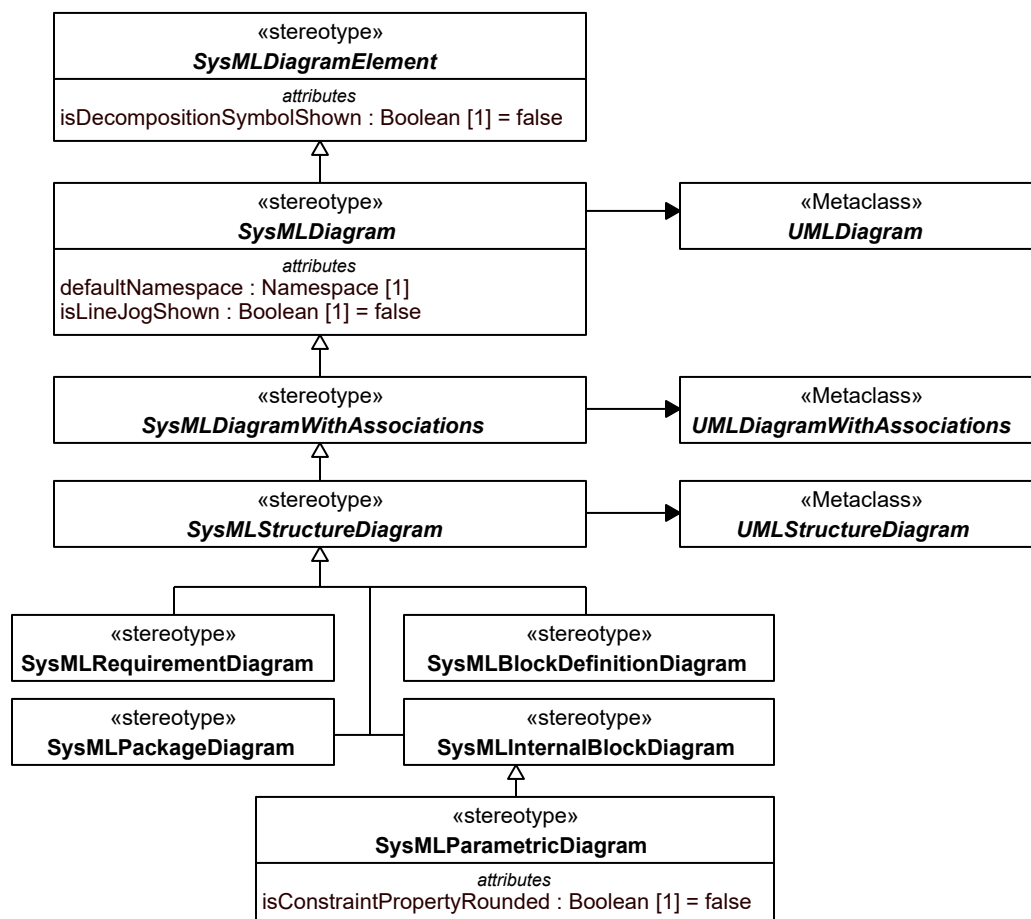 «stereotype»
SysMLDiagramElement
attributes
isDecompositionSymbolShown : Boolean [1] = false
«stereotype»
SysMLDiagram
attributes
defaultNamespace : Namespace [1]
isLineJogShown : Boolean [1] = false
«Metaclass»
UMLDiagram
«stereotype»
SysMLDiagramWithAssociations
«Metaclass»
UMLDiagramWithAssociations
«stereotype»
SysMLStructureDiagram
«Metaclass»
UMLStructureDiagram
«stereotype»
SysMLRequirementDiagram
«stereotype»
SysMLBlockDefinitionDiagram
«stereotype»
SysMLPackageDiagram
«stereotype»
SysMLInternalBlockDiagram
«stereotype»
SysMLParametricDiagram
attributes
isConstraintPropertyRounded : Boolean [1] = false